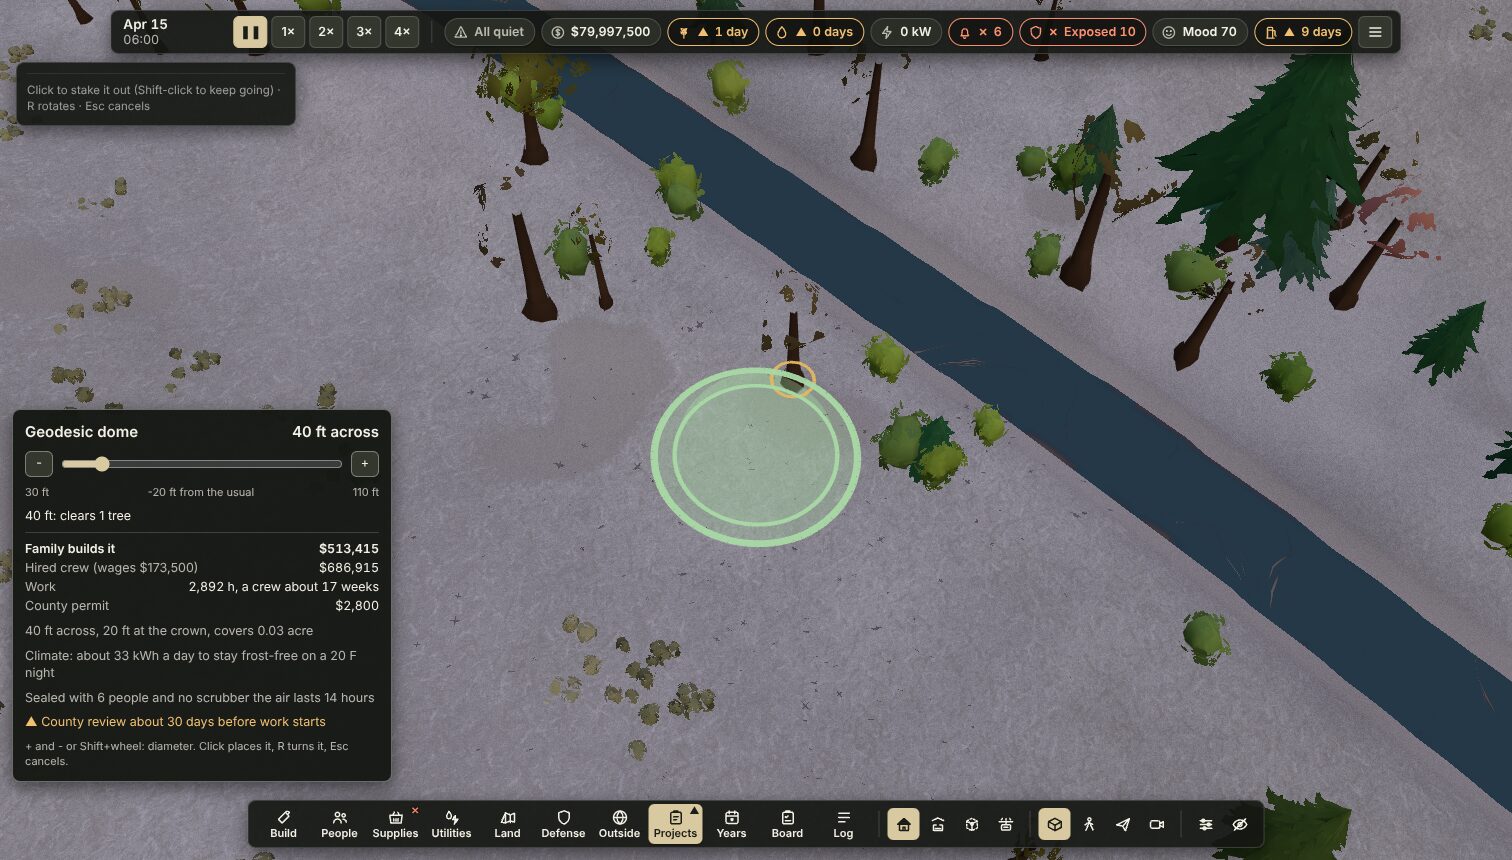 Apr 15
06:00
1×
2×
3×
4×
All quiet
$79,997,500
1 day
0 days
0 kW
× 6
× Exposed 10
Mood 70
9 days
Click to stake it out (Shift-click to keep going) ·
R rotates · Esc cancels
Geodesic dome 40 ft across
- +
30 ft -20 ft from the usual 110 ft
40 ft: clears 1 tree
Family builds it $513,415
Hired crew (wages $173,500) $686,915
Work 2,892 h, a crew about 17 weeks
County permit $2,800
40 ft across, 20 ft at the crown, covers 0.03 acre
Climate: about 33 kWh a day to stay frost-free on a 20 F
night
Sealed with 6 people and no scrubber the air lasts 14 hours
County review about 30 days before work starts
+ and - or Shift+wheel: diameter. Click places it, R turns it, Esc
cancels.
Build
People
Supplies
Utilities
Land
Defense
Outside
Projects
Years
Board
Log